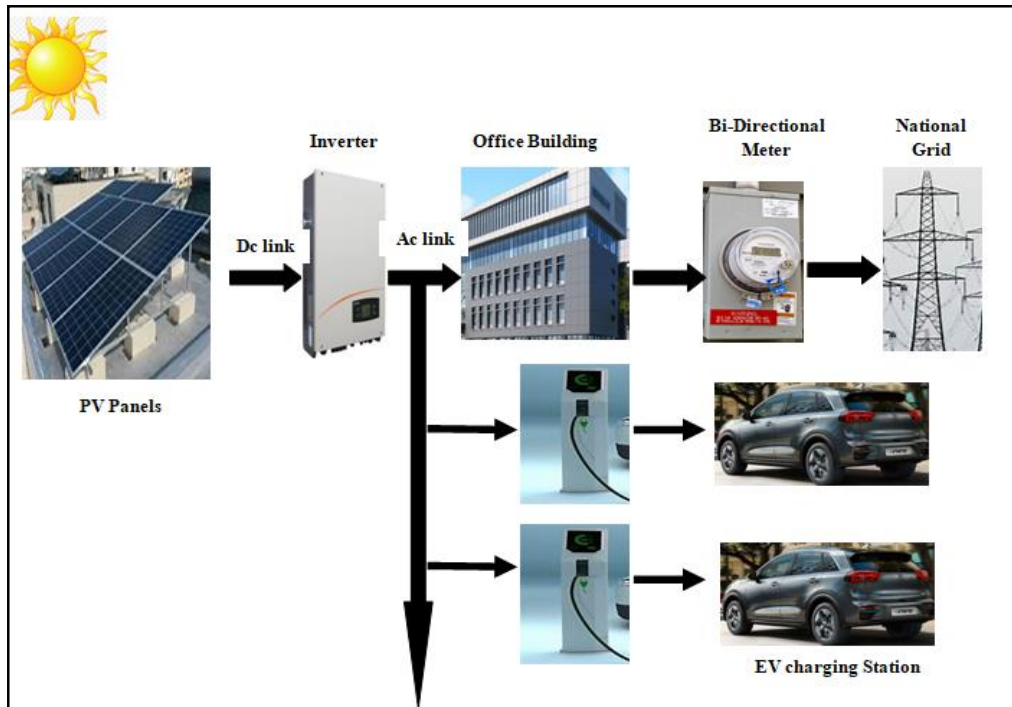 Inverter
Office Building
Bi-Directional
Meter
National
Grid
Dc link
Ac link
PV Panels
EV charging Station